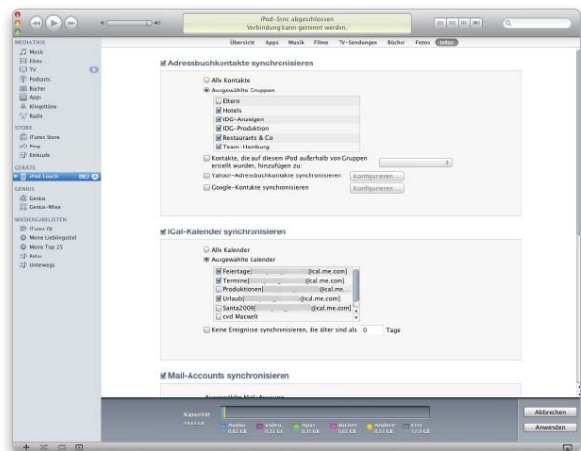 iPod-Sync abgeschlossen
Verbindung kann getrennt werden.
MEDIATHEK
Musik
Filme
TV
Podcasts
Bücher
Apps
Klingeltöne
Radio
STORE
iTunes Store
Ping
Einkäufe
GERÄTE
iPod touch
GENIUS
Genius
Genius-Mixe
WIEDERGABELISTEN
iTunes DJ
Meine Lieblingstitel
Meine Top 25
Relax
Unterwegs
Übersicht Apps Musik Filme TV-Sendungen Bücher Fotos Infos
Adressbuchkontakte synchronisieren
Alle Kontakte
Ausgewählte Gruppen
Eltern
Hotels
IDG-Anzeigen
IDG-Produktion
Restaurants & Co
Team-Hamburg
Kontakte, die auf diesem iPod außerhalb von Gruppen
erstellt wurden, hinzufügen zu:
Yahoo!-Adressbuchkontakte synchronisieren Konfigurieren ...
Google-Kontakte synchronisieren Konfigurieren ...
iCal-Kalender synchronisieren
Alle Kalender
Ausgewählte Kalender
Feiertage[ @cal.me.com]
Termine[ @cal.me.com]
Produktionen[ @cal.me....
Urlaub[ @cal.me.com]
Santa2009[ @cal.me.com]
cvd Macwelt
Keine Ereignisse synchronisieren, die älter sind als 0 Tage
Mail-Accounts synchronisieren
Kapazität
Audio Video Apps Bücher Andere Frei
Abbrechen
Anwenden